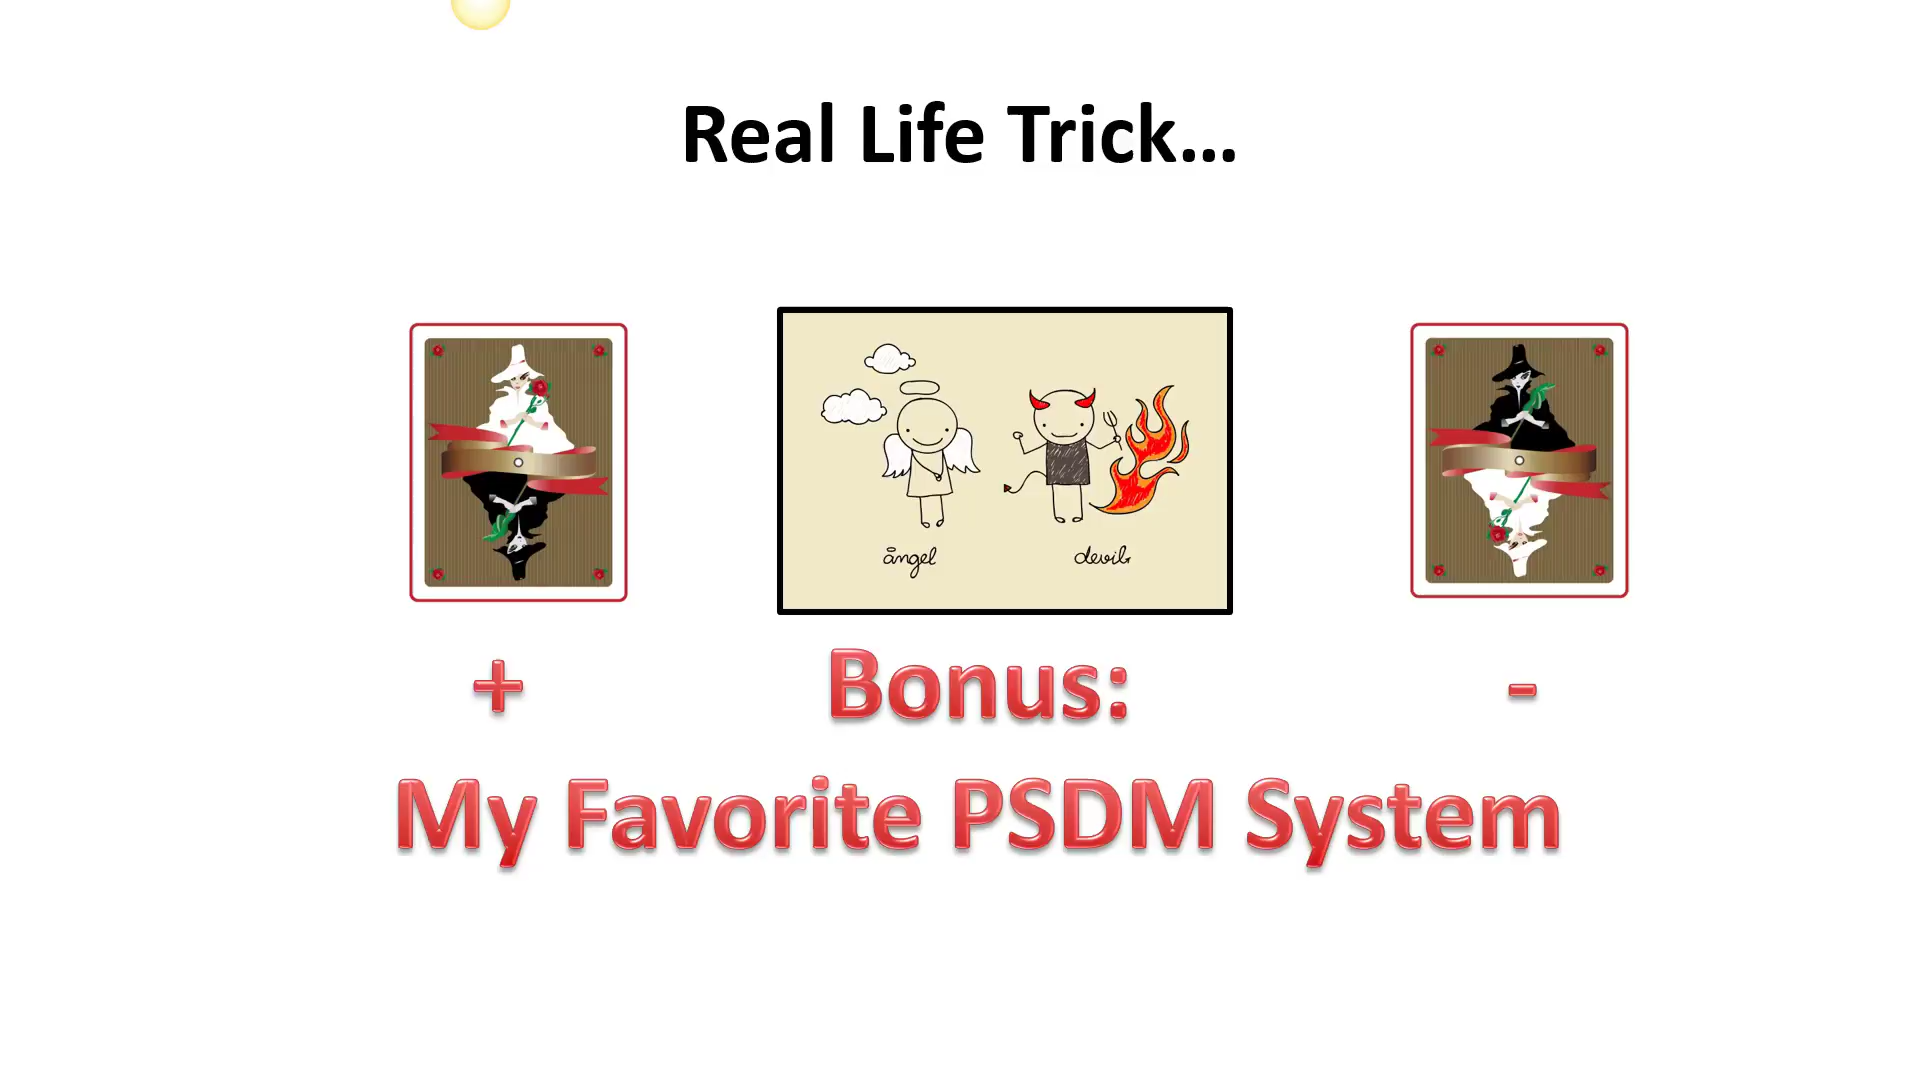 Real Life Trick...
angel
devil
+
Bonus:
-
My Favorite PSDM System